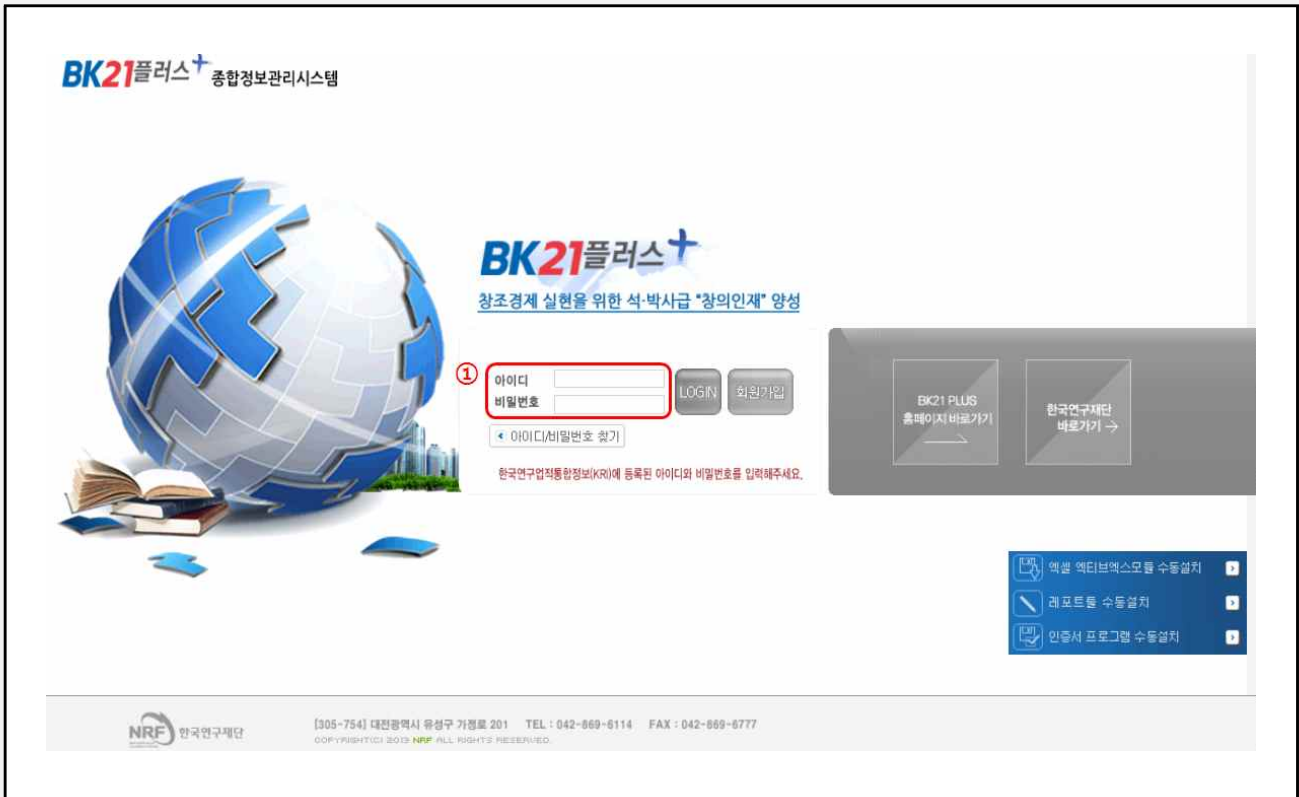 BK21플러스+ 종합정보관리시스템
BK21플러스+
창조경제 실현을 위한 석·박사급 "창의인재" 양성
①
아이디
비밀번호
LOGIN
회원가입
아이디/비밀번호 찾기
한국연구업적통합정보(KRI)에 등록된 아이디와 비밀번호를 입력해주세요.
BK21 PLUS
홈페이지 바로가기
한국연구재단
바로가기 →
엑셀 엑티브엑스모듈 수동설치
레포트툴 수동설치
인증서 프로그램 수동설치
NRF 한국연구재단
[305-754] 대전광역시 유성구 가정로 201 TEL : 042-869-6114 FAX : 042-869-6777
COPYRIGHT(C) 2013 NRF ALL RIGHTS RESERVED.